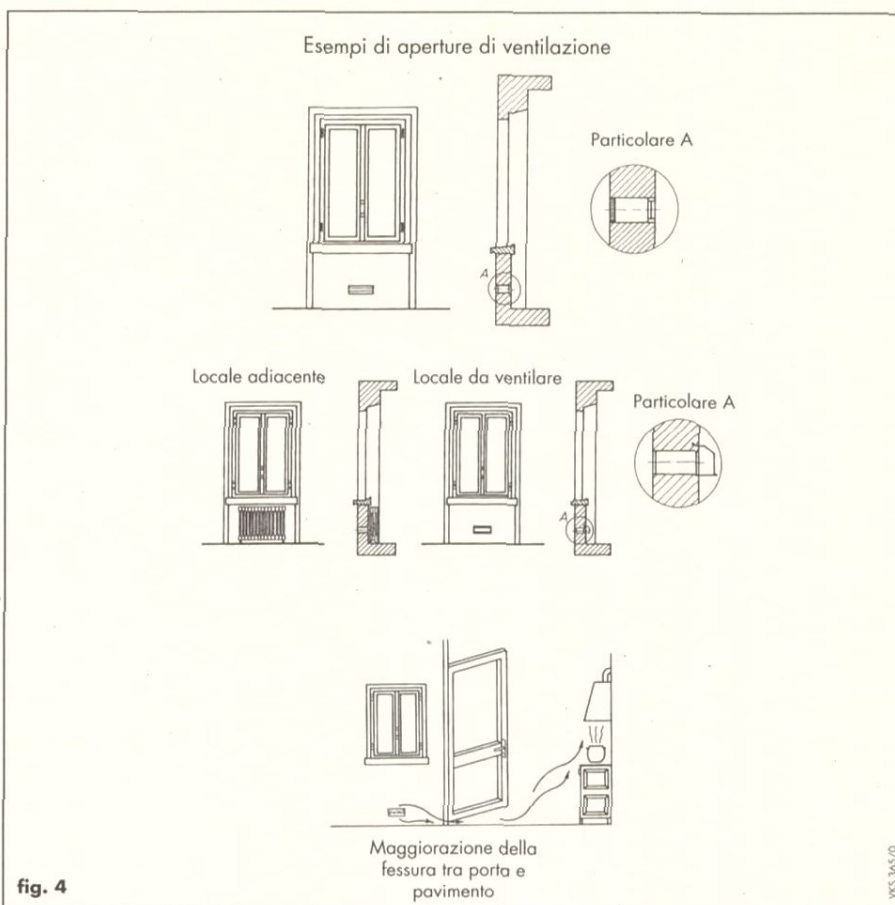 Esempi di aperture di ventilazione
Particolare A
A
Locale adiacente
Locale da ventilare
Particolare A
A
Maggiorazione della
fessura tra porta e
pavimento
fig. 4